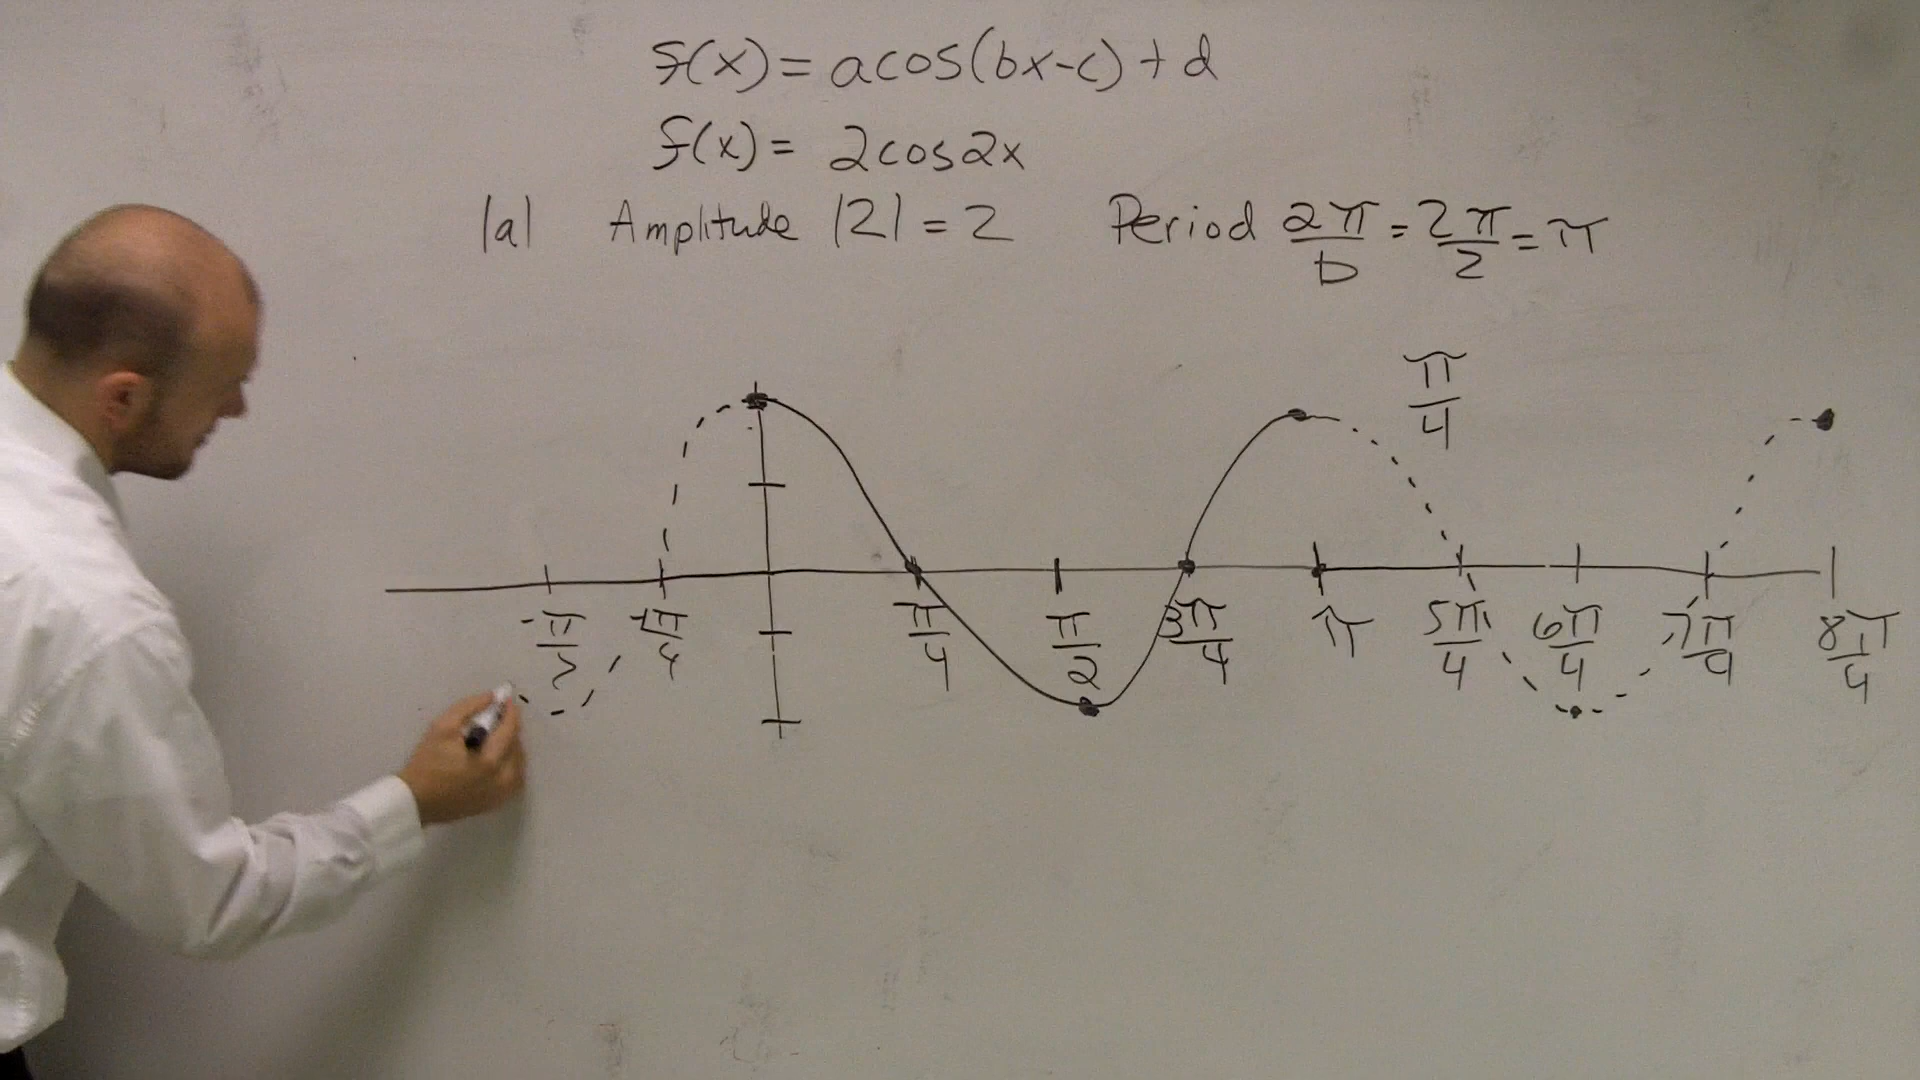 f(x) = acos(bx-c) + d
f(x) = 2cos2x
|a| Amplitude |2| = 2 Period 2π/b = 2π/2 = π
π/4
-π/2 -π/4 π/4 π/2 3π/4 π 5π/4 6π/4 7π/4 8π/4